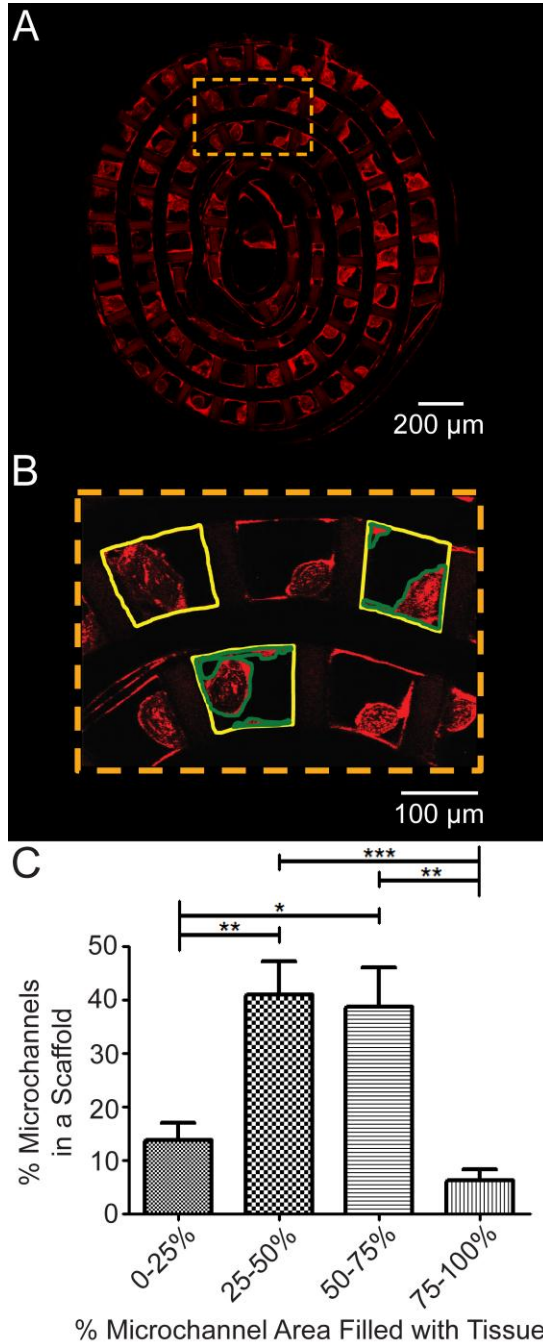 A
200 µm
B
100 µm
C
***
**
*
**
50
40
30
20
10
0
% Microchannels
in a Scaffold
0-25%
25-50%
50-75%
75-100%
% Microchannel Area Filled with Tissue